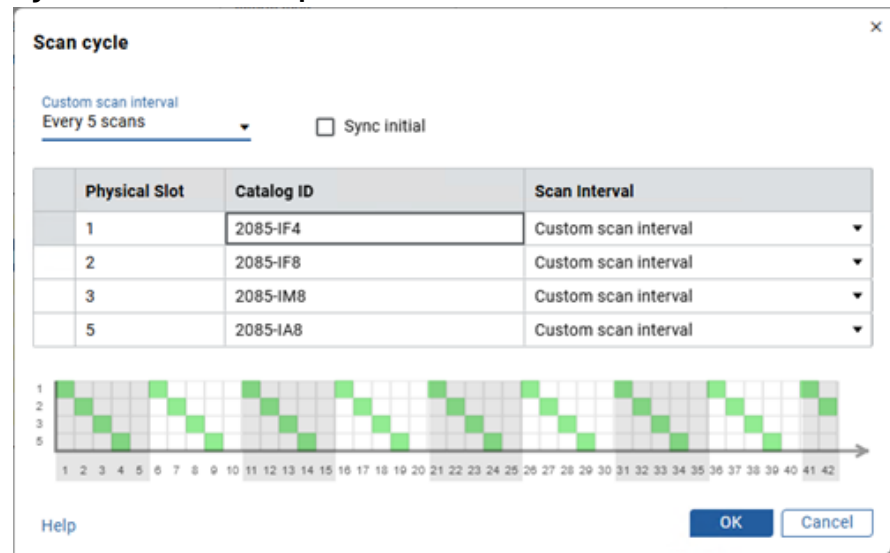 Scan cycle
×
Custom scan interval
Every 5 scans
Sync initial
Physical Slot Catalog ID Scan Interval
1 2085-IF4 Custom scan interval
2 2085-IF8 Custom scan interval
3 2085-IM8 Custom scan interval
5 2085-IA8 Custom scan interval
1
2
3
5
1 2 3 4 5 6 7 8 9 10 11 12 13 14 15 16 17 18 19 20 21 22 23 24 25 26 27 28 29 30 31 32 33 34 35 36 37 38 39 40 41 42
Help OK Cancel